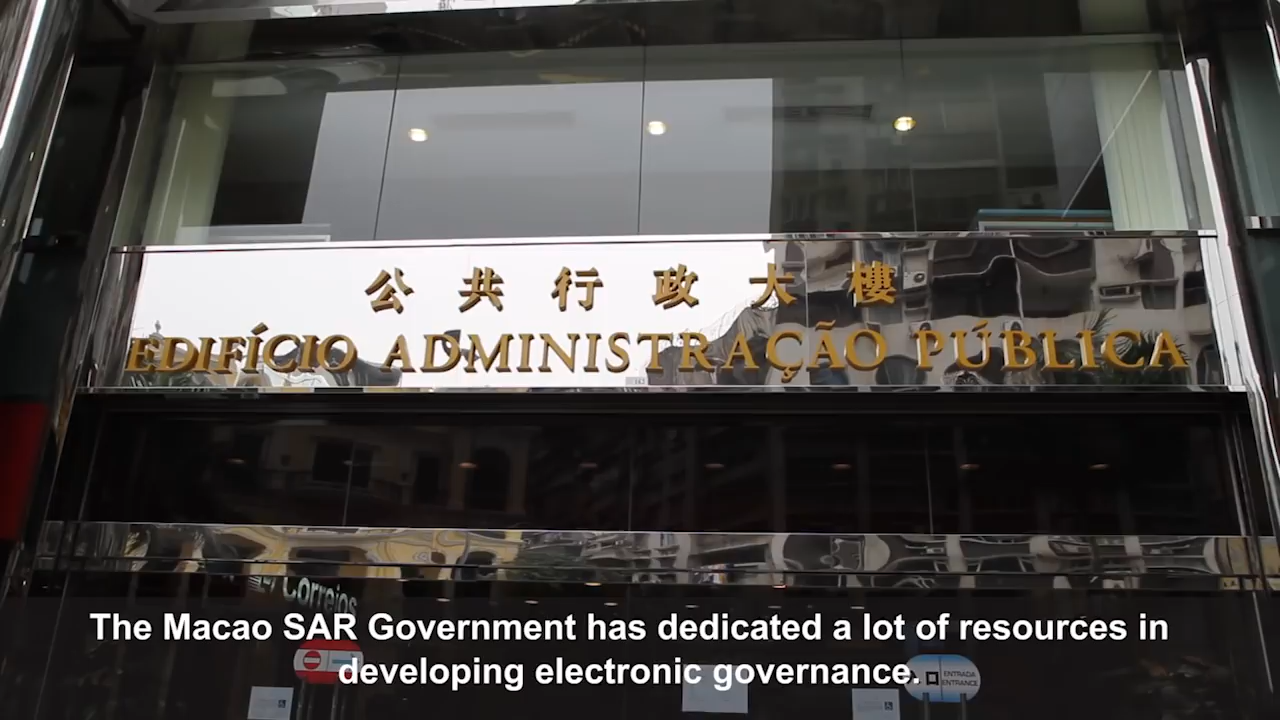 公共行政大樓
EDIFÍCIO ADMINISTRAÇÃO PÚBLICA
Correios
The Macao SAR Government has dedicated a lot of resources in
developing electronic governance.
ENTRADA
ENTRANCE